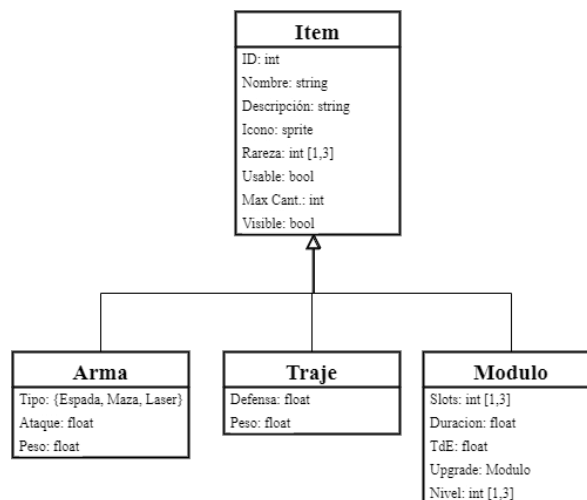 Item
ID: int
Nombre: string
Descripción: string
Icono: sprite
Rareza: int [1,3]
Usable: bool
Max Cant.: int
Visible: bool
Arma
Tipo: {Espada, Maza, Laser}
Ataque: float
Peso: float
Traje
Defensa: float
Peso: float
Modulo
Slots: int [1,3]
Duracion: float
TdE: float
Upgrade: Modulo
Nivel: int [1,3]